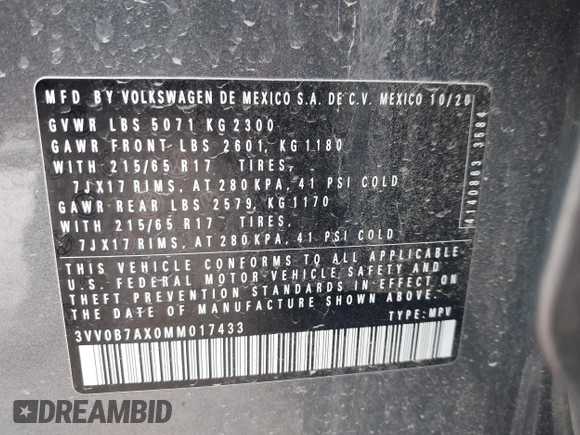 MFD BY VOLKSWAGEN DE MEXICO S.A. DE C.V. MEXICO 10/20
GVWR LBS 5071 KG 2300
GAWR FRONT LBS 2601, KG 1180
WITH 215/65 R17 TIRES,
7JX17 RIMS, AT 280 KPA, 41 PSI COLD
GAWR REAR LBS 2579, KG 1170
WITH 215/65 R17 TIRES,
7JX17 RIMS, AT 280 KPA, 41 PSI COLD
THIS VEHICLE CONFORMS TO ALL APPLICABLE
U.S. FEDERAL MOTOR VEHICLE SAFETY AND
THEFT PREVENTION STANDARDS IN EFFECT ON
THE DATE OF MANUFACTURE SHOWN ABOVE.
3VV0B7AX0MM017433 TYPE: MPV
4140863 3584
DREAMBID